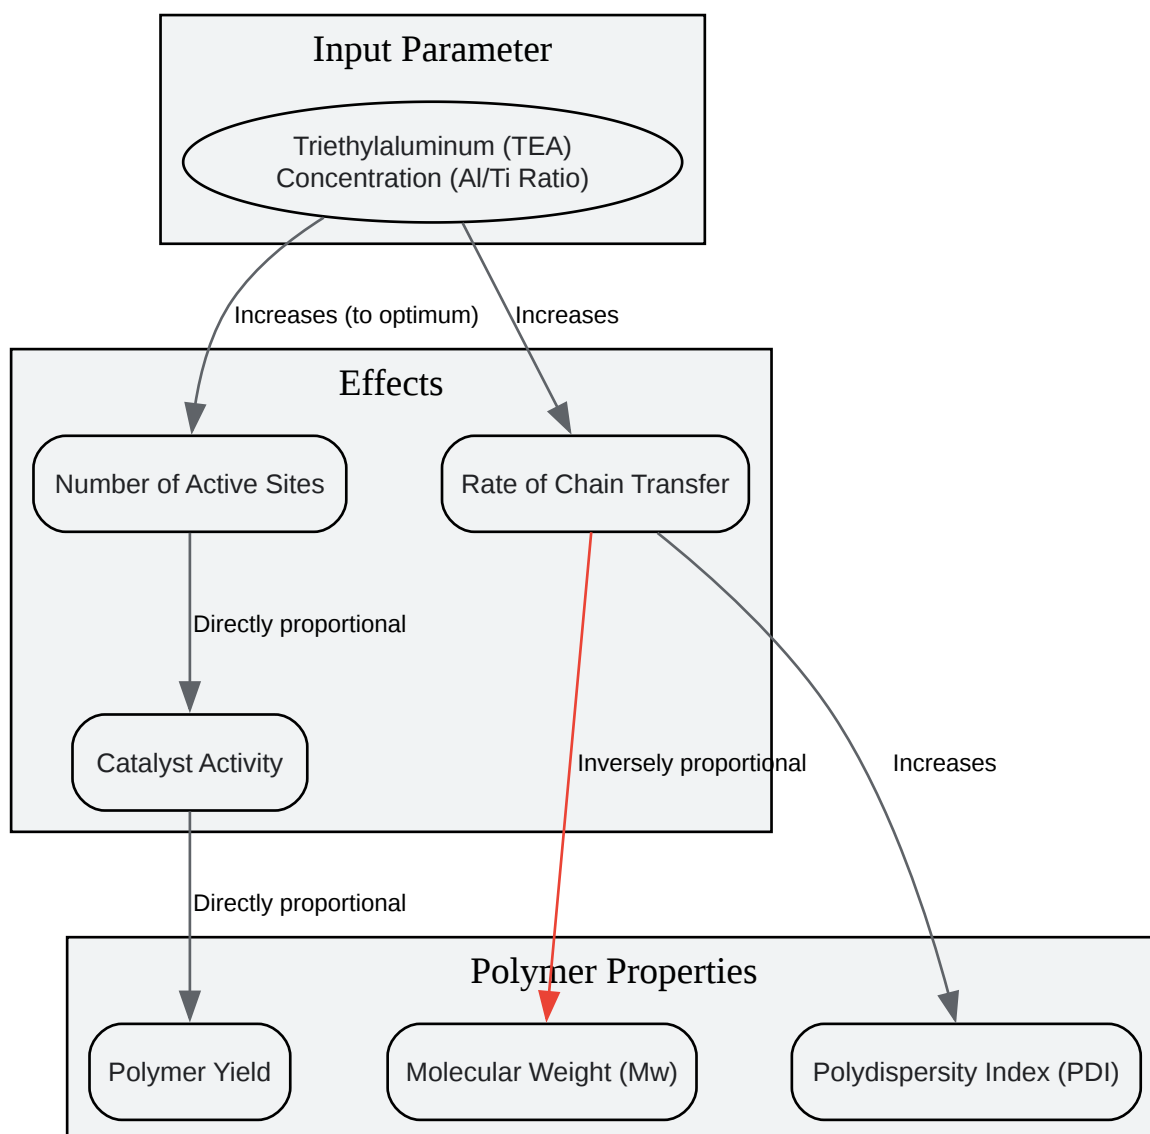 Input Parameter
Triethylaluminum (TEA)
Concentration (Al/Ti Ratio)
Increases (to optimum)
Increases
Effects
Number of Active Sites
Rate of Chain Transfer
Directly proportional
Catalyst Activity
Inversely proportional
Increases
Directly proportional
Polymer Properties
Polymer Yield
Molecular Weight (Mw)
Polydispersity Index (PDI)